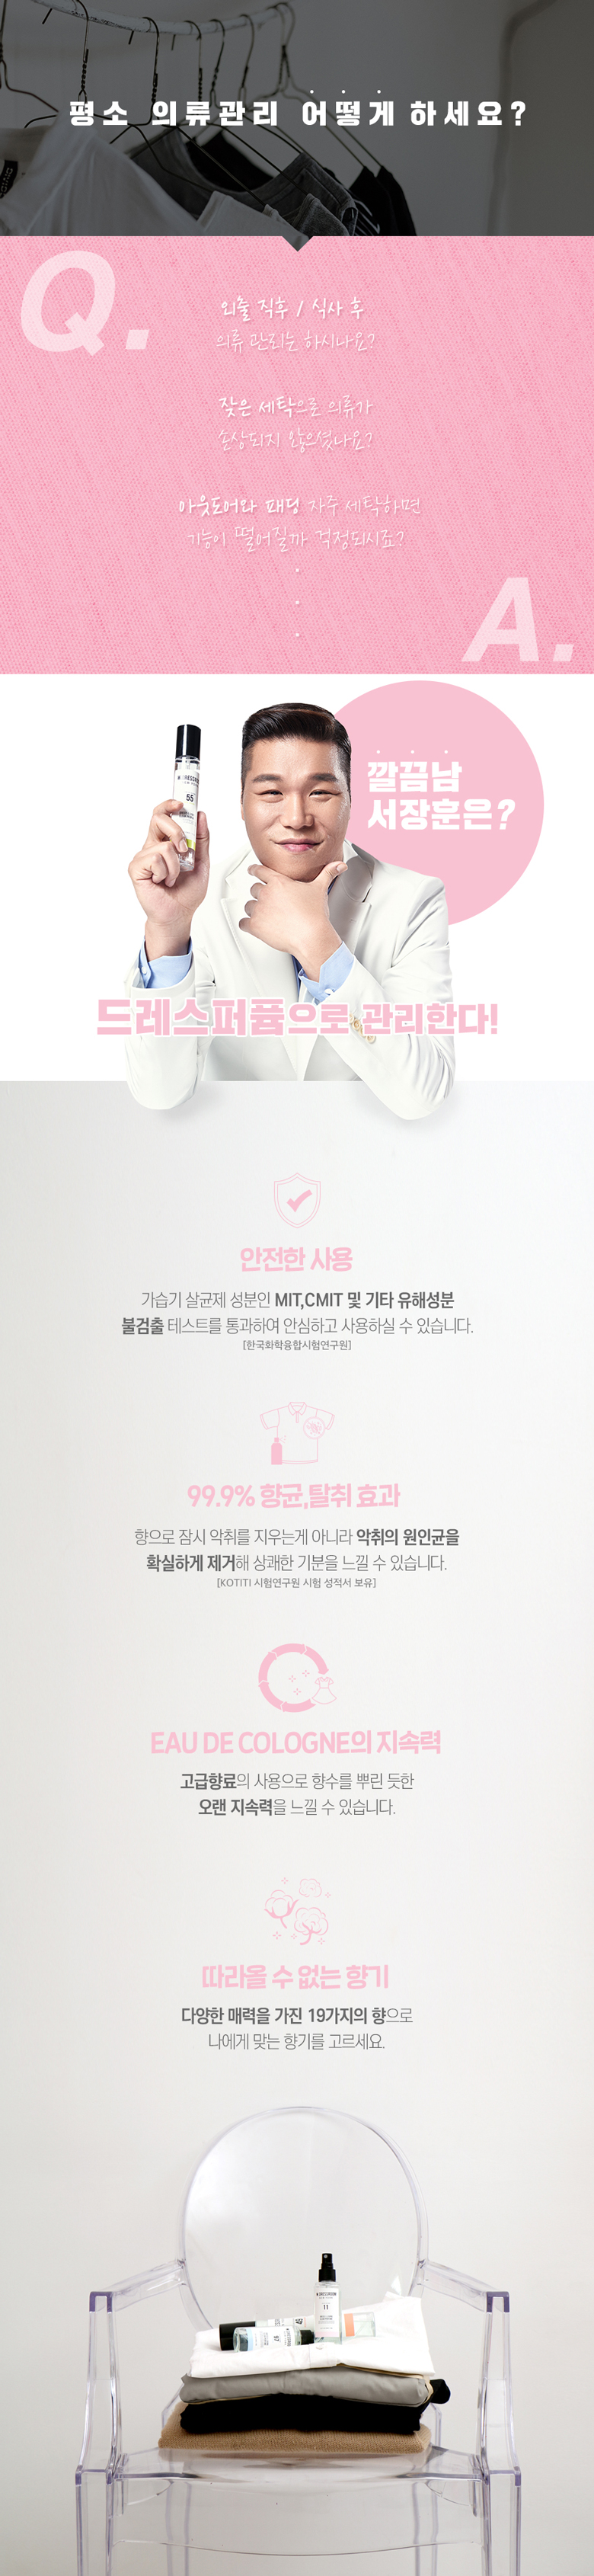 평소 의류관리 어떻게 하세요?
Q.
외출 직후 / 식사 후
의류 관리는 하시나요?
잦은 세탁으로 의류가
손상되지 않으셨나요?
아웃도어와 패딩 자주 세탁하면
기능이 떨어질까 걱정되시죠?
A.
깔끔남
서장훈은?
55
드레스퍼퓸으로 관리한다!
안전한 사용
가습기 살균제 성분인 MIT,CMIT 및 기타 유해성분
불검출 테스트를 통과하여 안심하고 사용하실 수 있습니다.
[한국화학융합시험연구원]
99.9% 항균,탈취 효과
향으로 잠시 악취를 지우는게 아니라 악취의 원인균을
확실하게 제거해 상쾌한 기분을 느낄 수 있습니다.
[KOTITI 시험연구원 시험 성적서 보유]
EAU DE COLOGNE의 지속력
고급향료의 사용으로 향수를 뿌린 듯한
오랜 지속력을 느낄 수 있습니다.
따라올 수 없는 향기
다양한 매력을 가진 19가지의 향으로
나에게 맞는 향기를 고르세요.
DRESSROOM
11
97